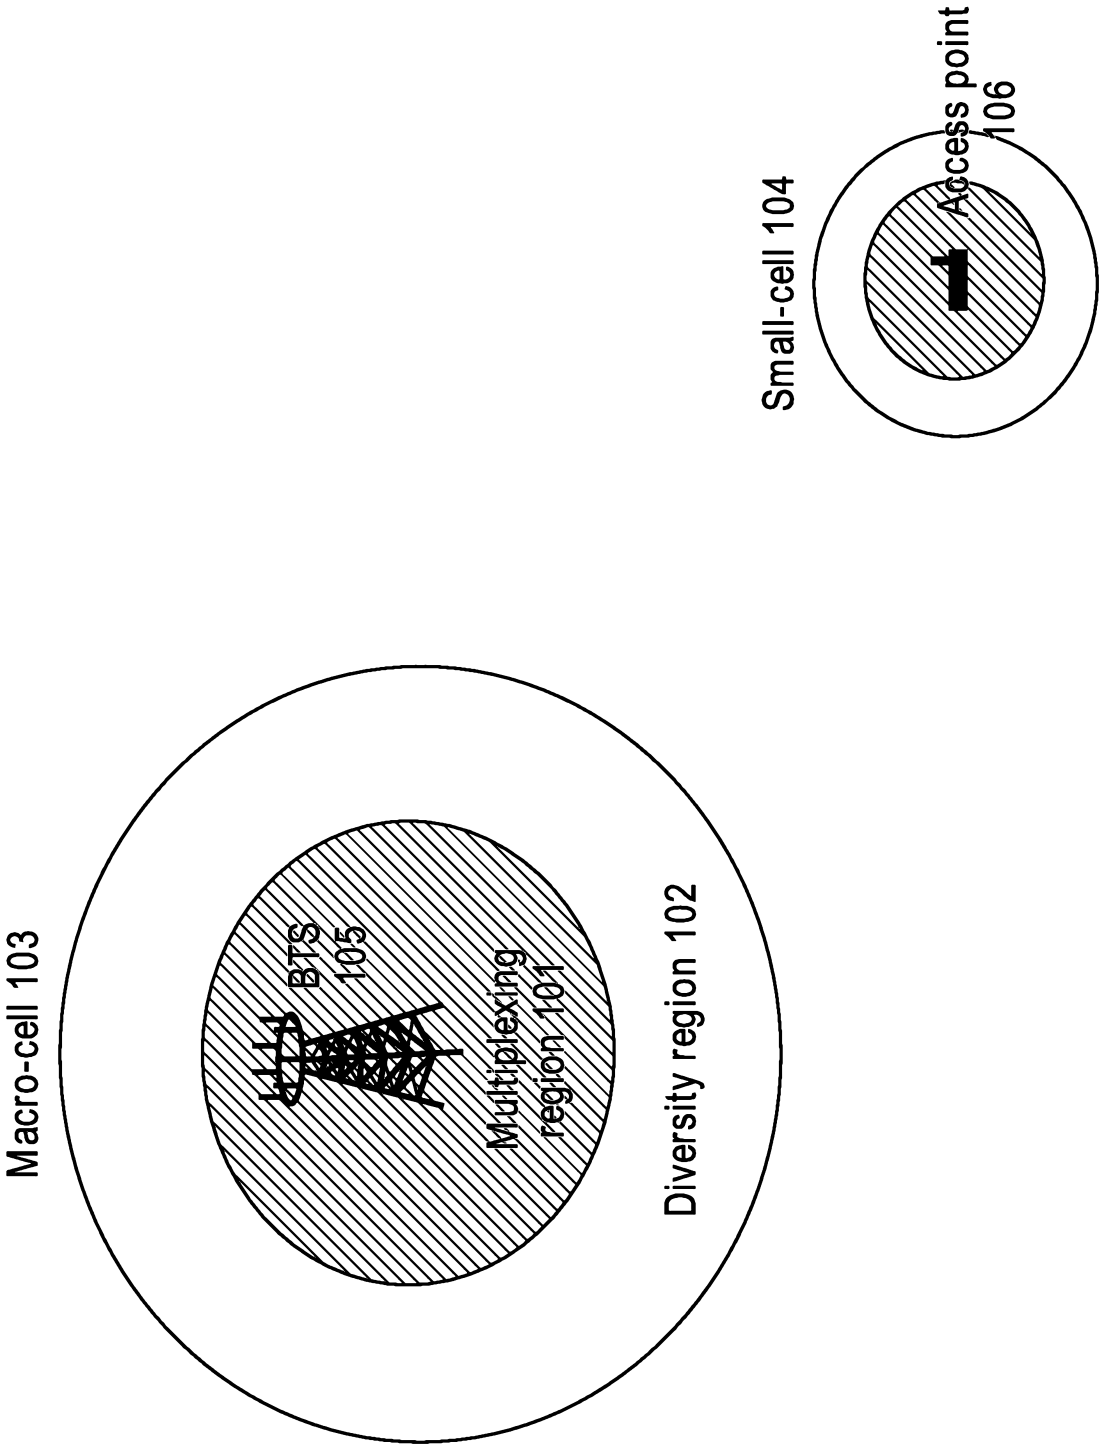 Macro-cell 103
BTS
105
Multiplexing
region 101
Diversity region 102
Small-cell 104
Access point
106